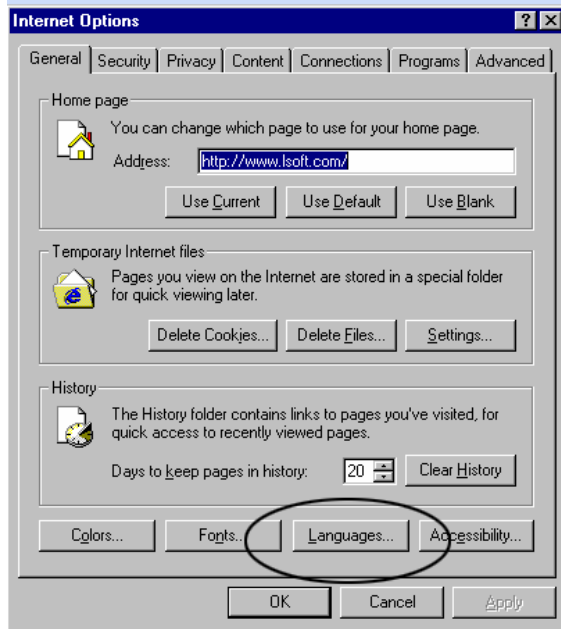 Internet Options
General Security Privacy Content Connections Programs Advanced
Home page
You can change which page to use for your home page.
Address: http://www.lsoft.com/
Use Current Use Default Use Blank
Temporary Internet files
Pages you view on the Internet are stored in a special folder
for quick viewing later.
Delete Cookies... Delete Files... Settings...
History
The History folder contains links to pages you've visited, for
quick access to recently viewed pages.
Days to keep pages in history: 20 Clear History
Colors... Fonts... Languages... Accessibility...
OK Cancel Apply